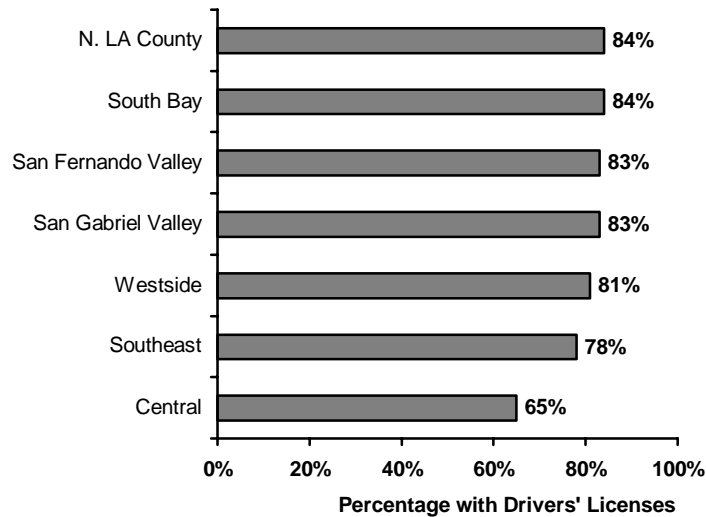 N. LA County 84%
South Bay 84%
San Fernando Valley 83%
San Gabriel Valley 83%
Westside 81%
Southeast 78%
Central 65%
0% 20% 40% 60% 80% 100%
Percentage with Drivers' Licenses